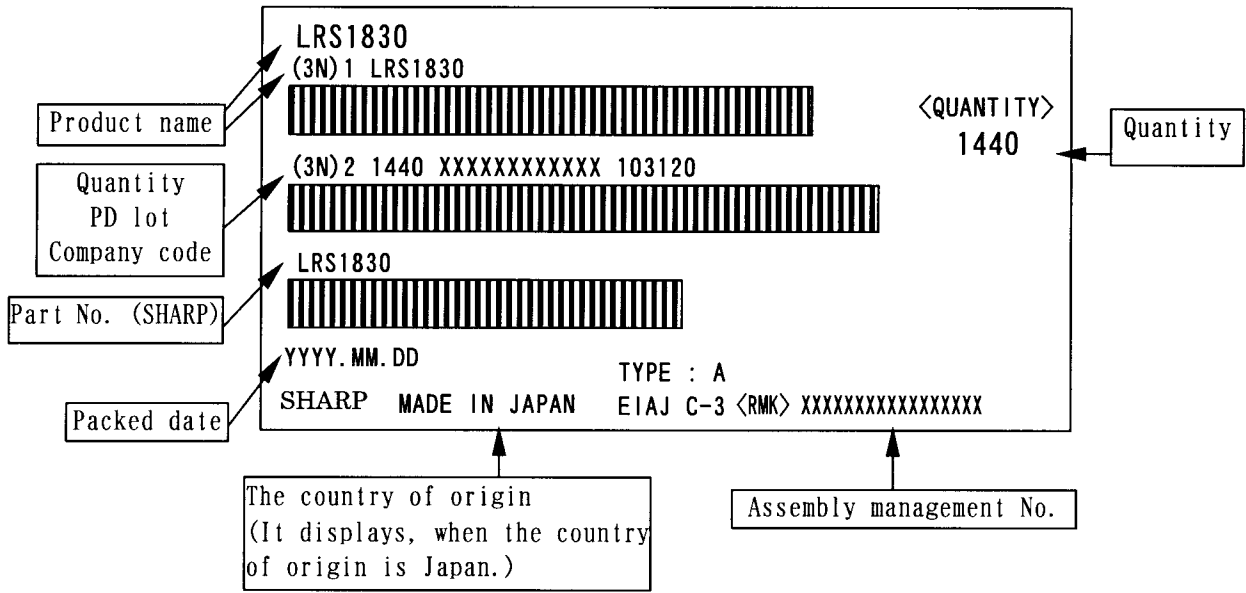 LRS1830
(3N)1 LRS1830
Product name
〈QUANTITY〉
1440
Quantity
(3N)2 1440 XXXXXXXXXXXX 103120
Quantity
PD lot
Company code
LRS1830
Part No. (SHARP)
YYYY.MM.DD
TYPE : A
SHARP MADE IN JAPAN EIAJ C-3 〈RMK〉 XXXXXXXXXXXXXXXXX
Packed date
The country of origin
(It displays, when the country
of origin is Japan.)
Assembly management No.